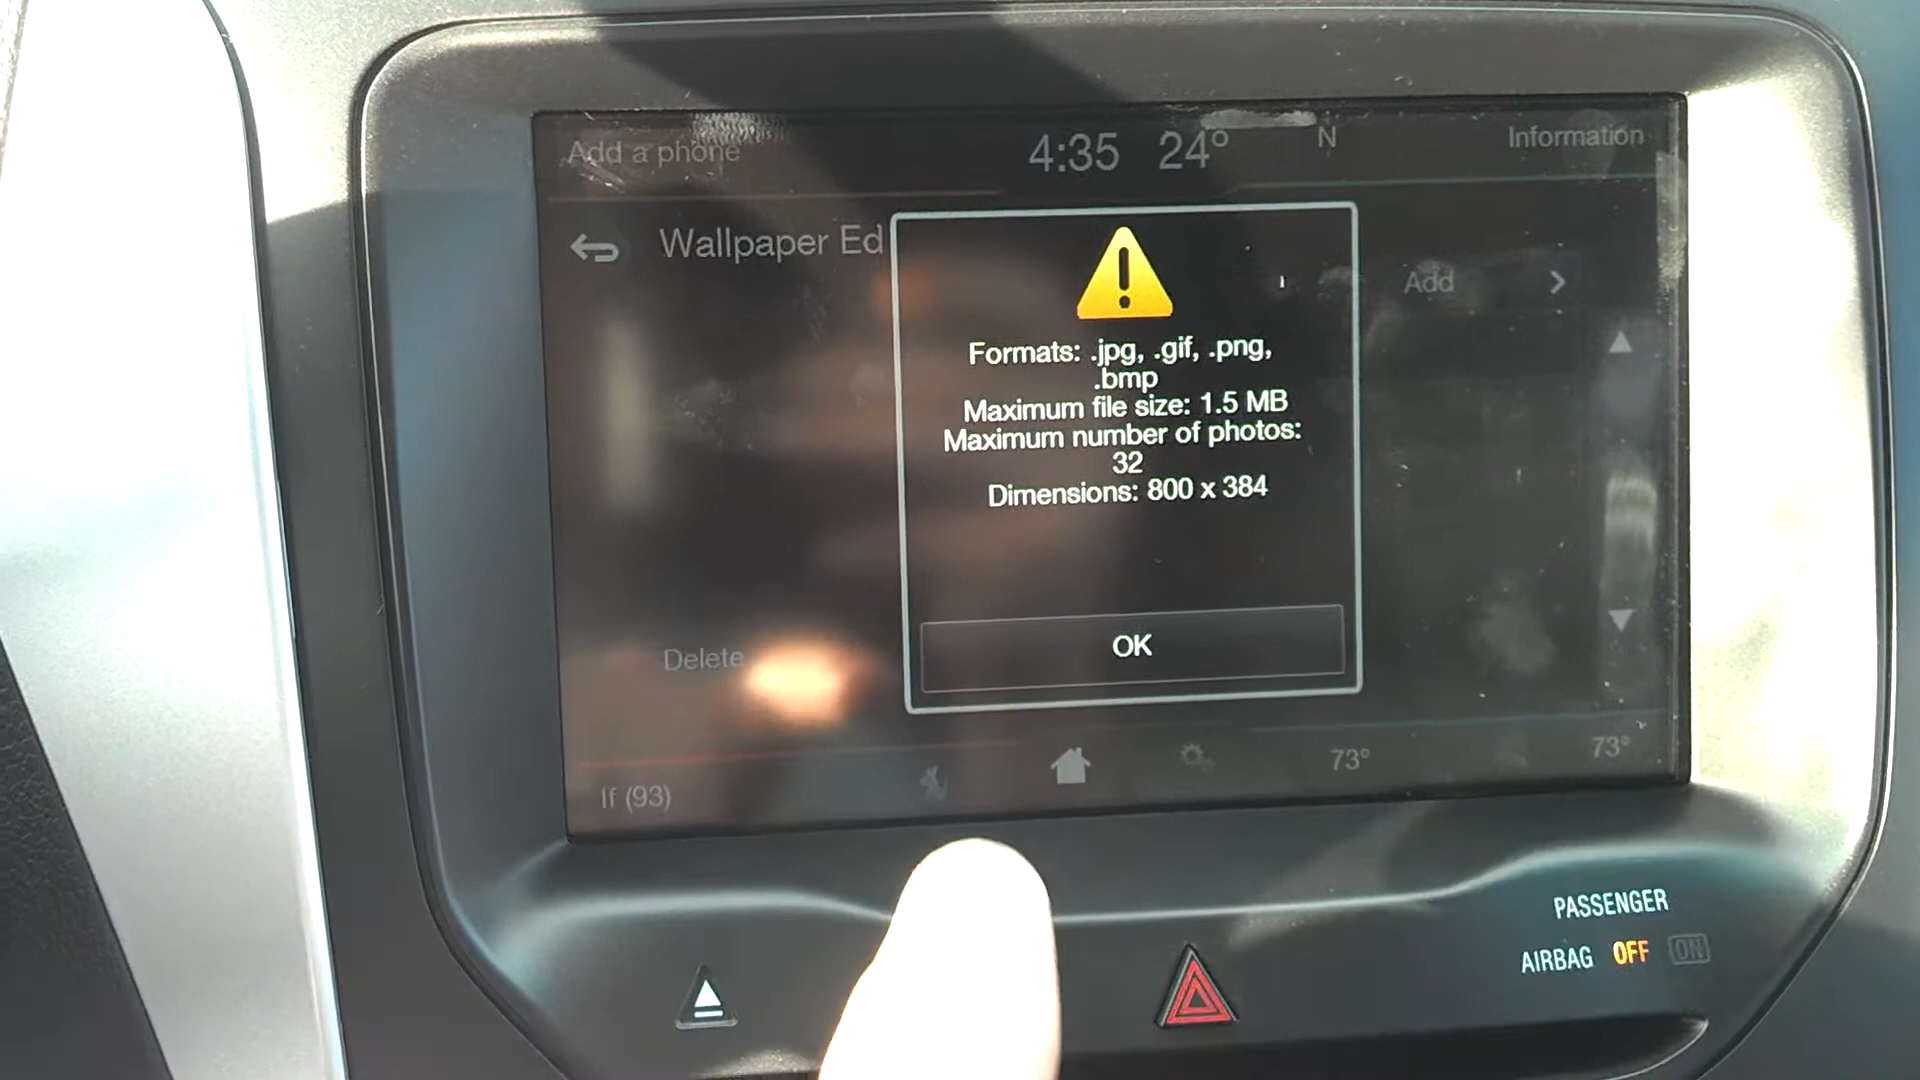 Add a phone
4:35 24°
N
Information
Wallpaper Ed
Add
Formats: .jpg, .gif, .png,
.bmp
Maximum file size: 1.5 MB
Maximum number of photos:
32
Dimensions: 800 x 384
OK
Delete
If (93)
73°
73°
PASSENGER
AIRBAG OFF ON